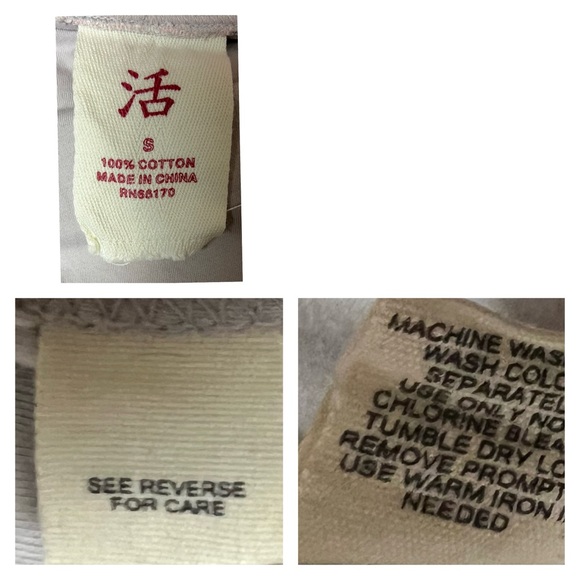 活
S
100% COTTON
MADE IN CHINA
RN66170
SEE REVERSE
FOR CARE
MACHINE WAS
WASH COLD
SEPARATEL
USE ONLY NO
CHLORINE BLEA
TUMBLE DRY LO
REMOVE PROMPT
USE WARM IRON I
NEEDED